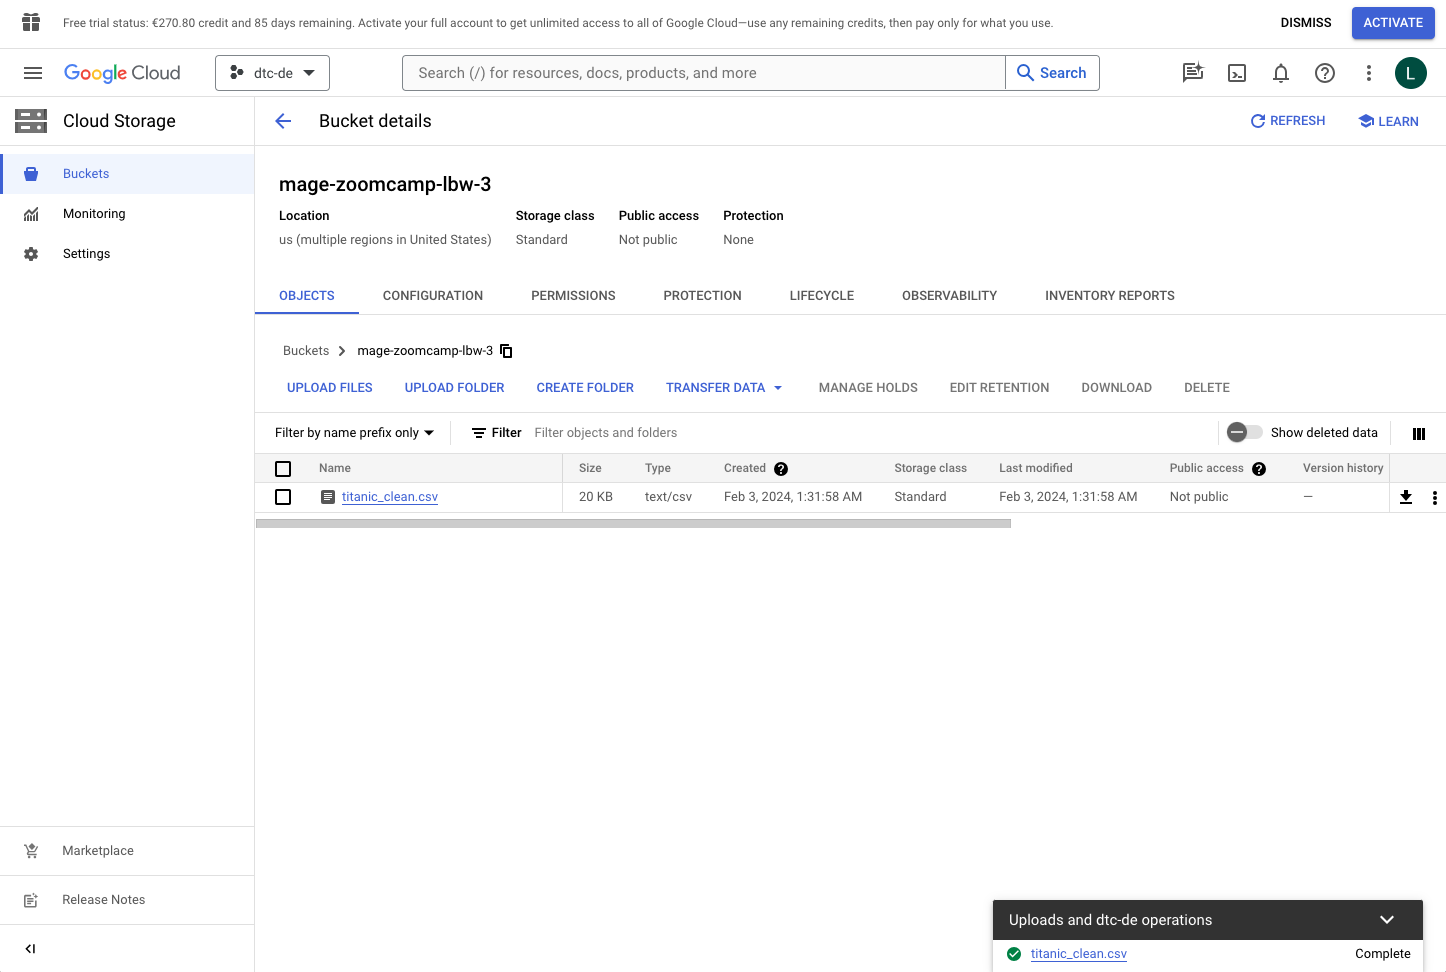 Free trial status: €270.80 credit and 85 days remaining. Activate your full account to get unlimited access to all of Google Cloud—use any remaining credits, then pay only for what you use.
DISMISS
ACTIVATE
Google Cloud
dtc-de
Search (/) for resources, docs, products, and more
Search
L
Cloud Storage
Bucket details
REFRESH
LEARN
Buckets
Monitoring
Settings
mage-zoomcamp-lbw-3
Location Storage class Public access Protection
us (multiple regions in United States) Standard Not public None
OBJECTS CONFIGURATION PERMISSIONS PROTECTION LIFECYCLE OBSERVABILITY INVENTORY REPORTS
Buckets mage-zoomcamp-lbw-3
UPLOAD FILES UPLOAD FOLDER CREATE FOLDER TRANSFER DATA MANAGE HOLDS EDIT RETENTION DOWNLOAD DELETE
Filter by name prefix only Filter Filter objects and folders Show deleted data
Name Size Type Created Storage class Last modified Public access Version history
titanic_clean.csv 20 KB text/csv Feb 3, 2024, 1:31:58 AM Standard Feb 3, 2024, 1:31:58 AM Not public —
Marketplace
Release Notes
Uploads and dtc-de operations
titanic_clean.csv Complete